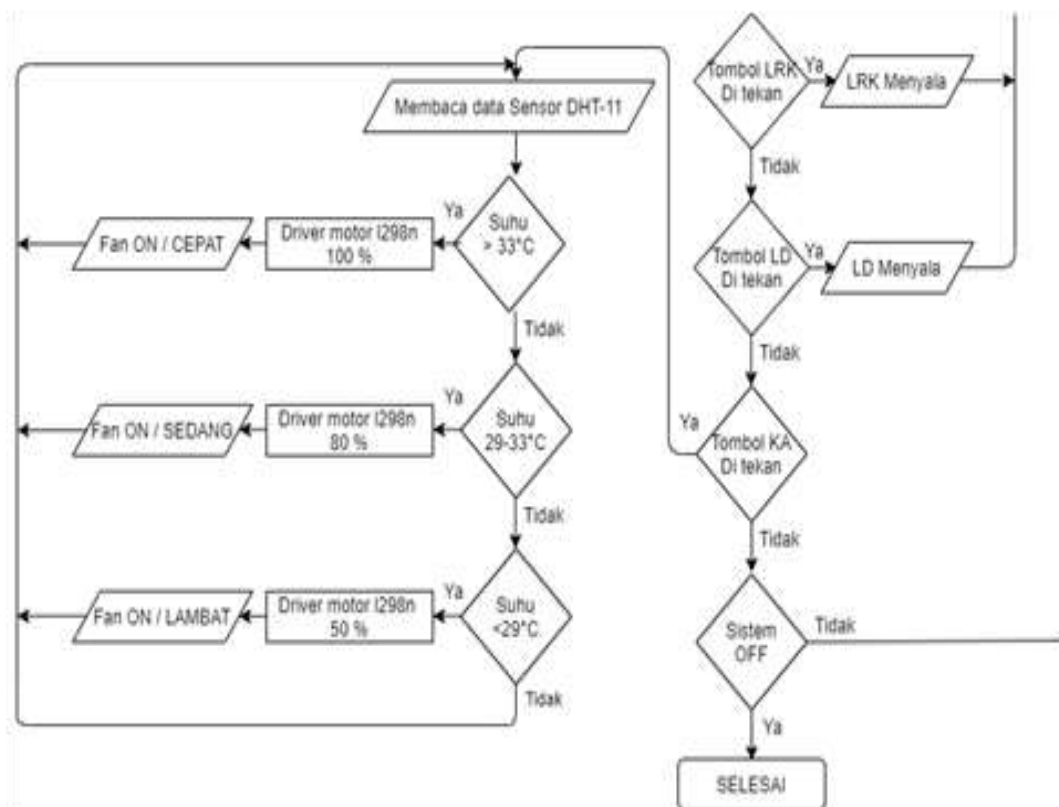 Membaca data Sensor DHT-11
Suhu
> 33°C
Ya
Driver motor l298n
100 %
Fan ON / CEPAT
Tidak
Suhu
29-33°C
Ya
Driver motor l298n
80 %
Fan ON / SEDANG
Tidak
Suhu
<29°C
Ya
Driver motor l298n
50 %
Fan ON / LAMBAT
Tidak
Tombol LRK
Di tekan
Ya
LRK Menyala
Tidak
Tombol LD
Di tekan
Ya
LD Menyala
Tidak
Tombol KA
Di tekan
Ya
Tidak
Sistem
OFF
Tidak
Ya
SELESAI